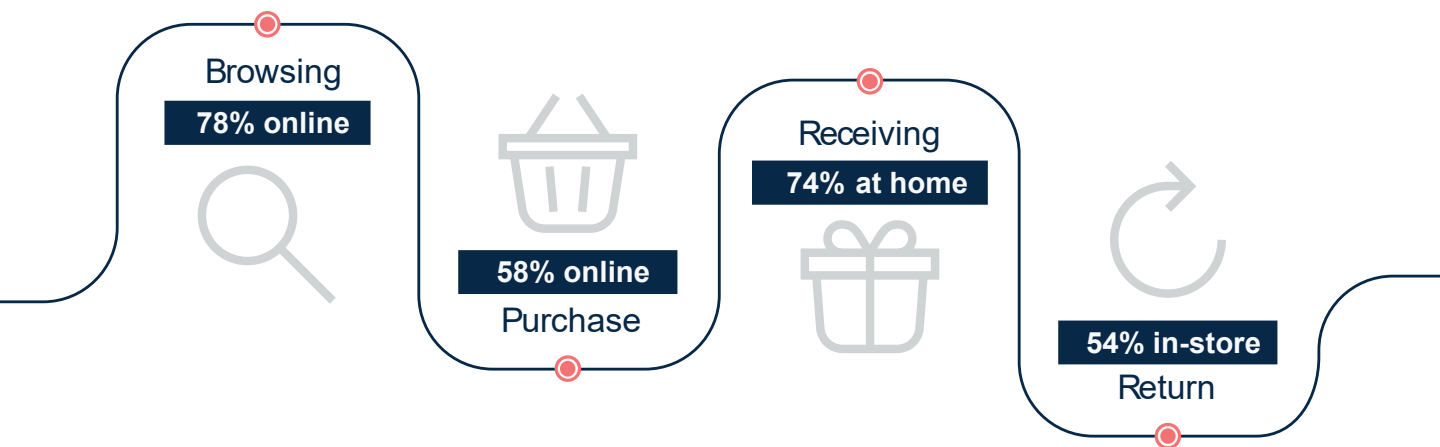 Browsing
78% online
58% online
Purchase
Receiving
74% at home
54% in-store
Return